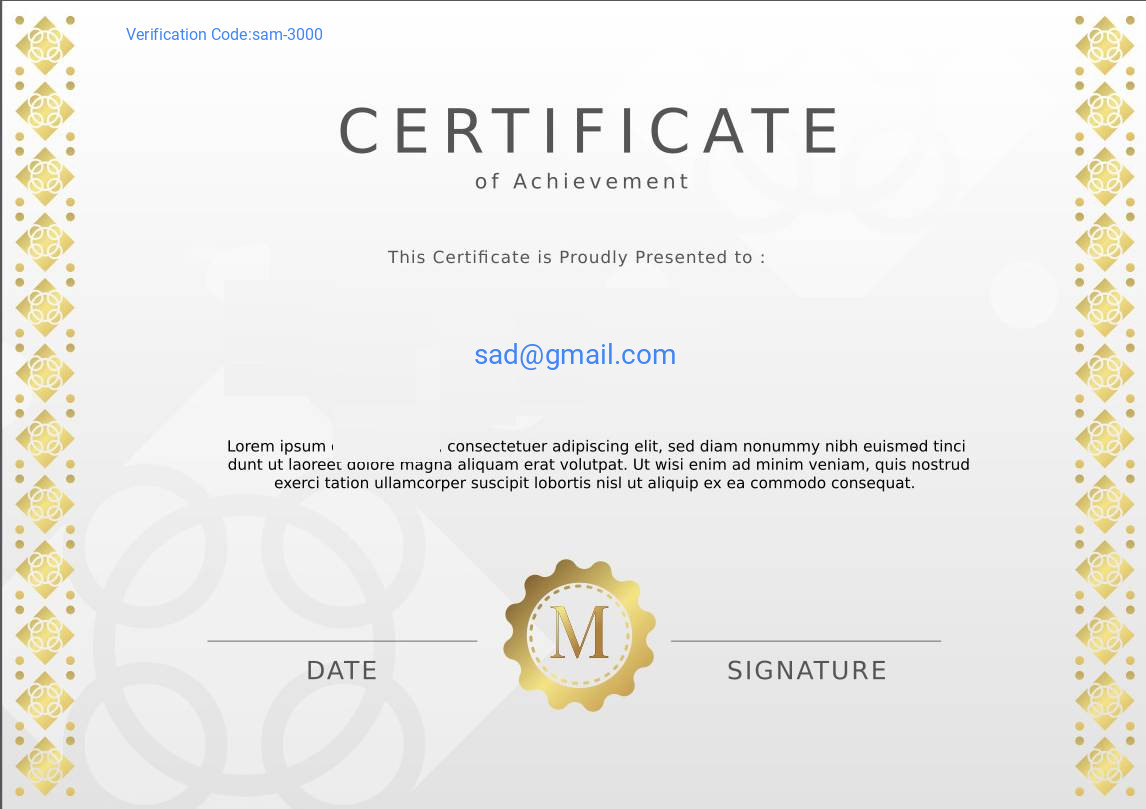 Verification Code:sam-3000
CERTIFICATE
of Achievement
This Certificate is Proudly Presented to :
sad@gmail.com
Lorem ipsum , consectetuer adipiscing elit, sed diam nonummy nibh euismod tinci
dunt ut laoreet dolore magna aliquam erat volutpat. Ut wisi enim ad minim veniam, quis nostrud
exerci tation ullamcorper suscipit lobortis nisl ut aliquip ex ea commodo consequat.
M
DATE
SIGNATURE